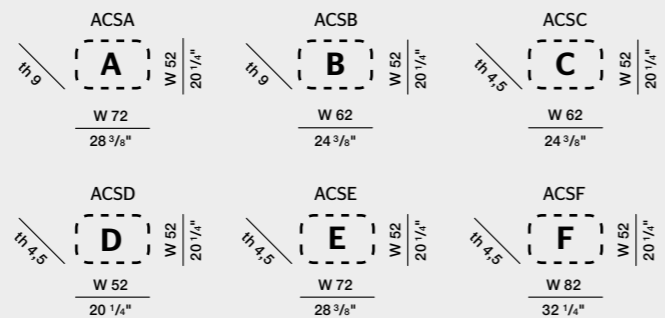 ACSA
th 9
A
W 52
20 1/4"
W 72
28 3/8"
ACSB
th 9
B
W 52
20 1/4"
W 62
24 3/8"
ACSC
th 4,5
C
W 52
20 1/4"
W 62
24 3/8"
ACSD
th 4,5
D
W 52
20 1/4"
W 52
20 1/4"
ACSE
th 4,5
E
W 52
20 1/4"
W 72
28 3/8"
ACSF
th 4,5
F
W 52
20 1/4"
W 82
32 1/4"